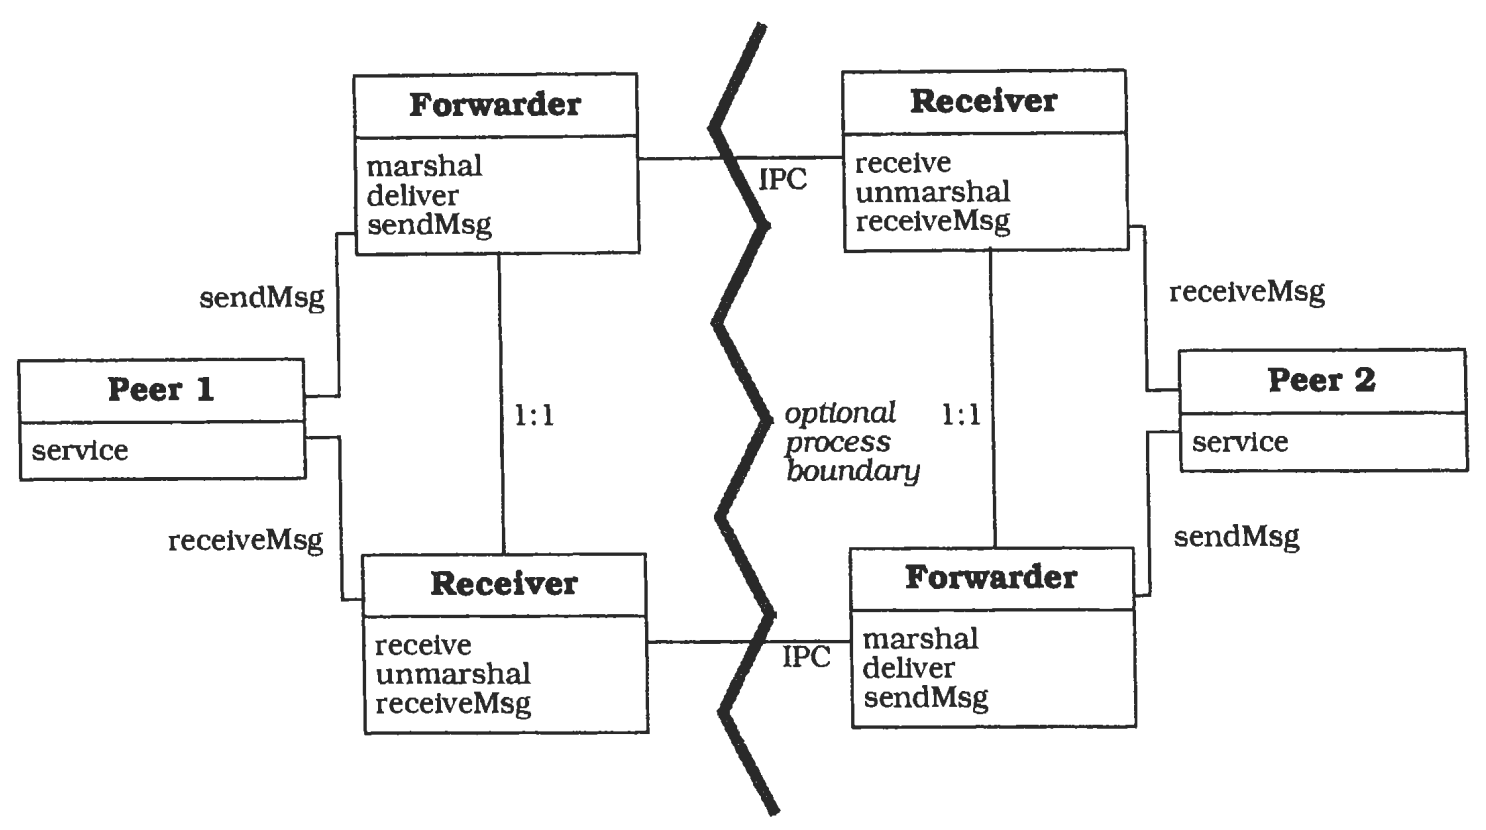 Forwarder
marshal
deliver
sendMsg
Receiver
receive
unmarshal
receiveMsg
IPC
sendMsg
receiveMsg
Peer 1
service
1:1
optional
process
boundary
1:1
Peer 2
service
receiveMsg
sendMsg
Receiver
receive
unmarshal
receiveMsg
IPC
Forwarder
marshal
deliver
sendMsg